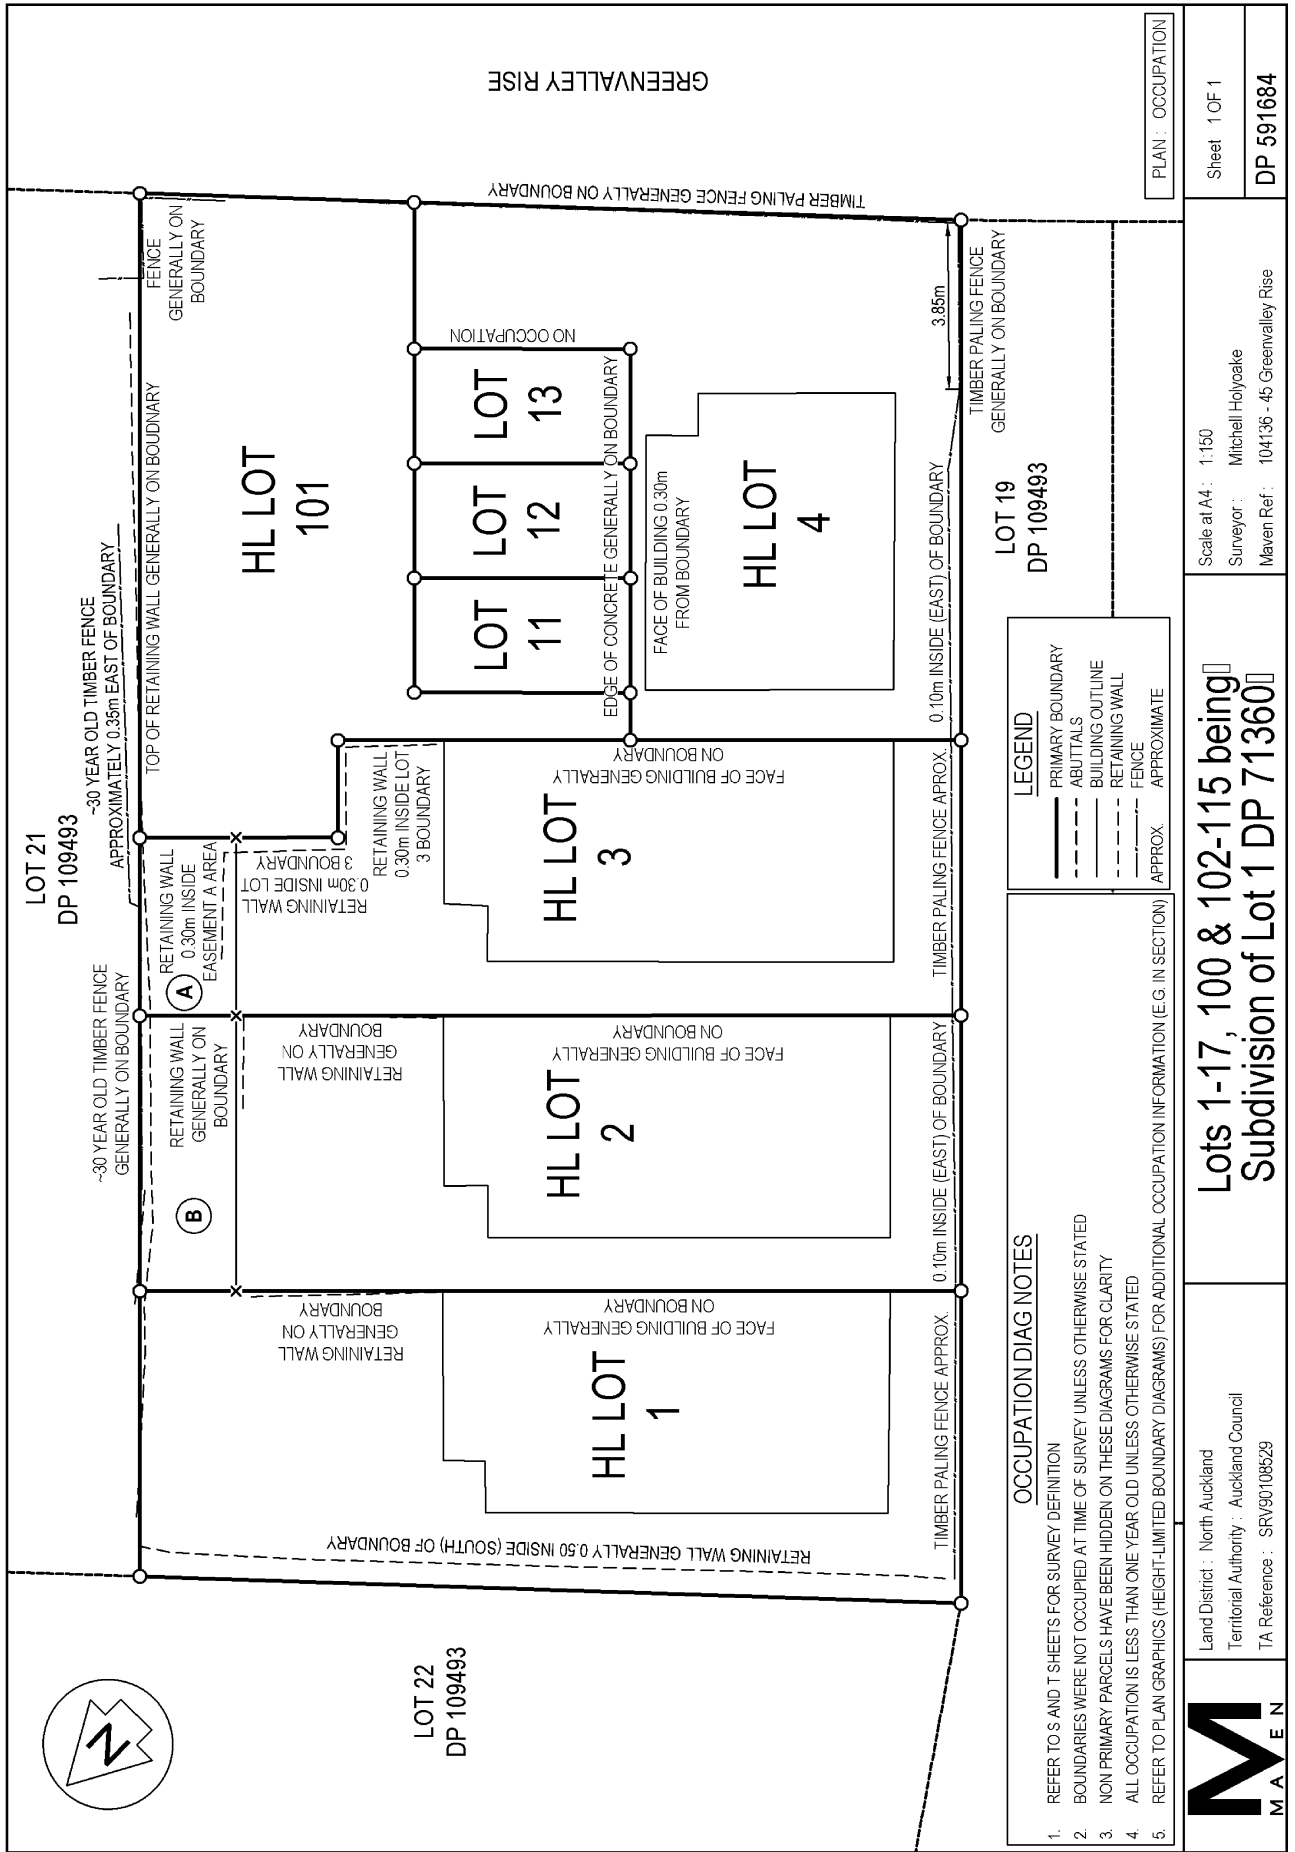 LOT 21
DP 109493
~30 YEAR OLD TIMBER FENCE
APPROXIMATELY 0.35m EAST OF BOUNDARY
~30 YEAR OLD TIMBER FENCE
GENERALLY ON BOUNDARY
TOP OF RETAINING WALL GENERALLY ON BOUDNARY
FENCE
GENERALLY ON
BOUNDARY
GREENVALLEY RISE
TIMBER PALING FENCE GENERALLY ON BOUNDARY
N
LOT 22
DP 109493
RETAINING WALL GENERALLY 0.50 INSIDE (SOUTH) OF BOUNDARY
B
RETAINING WALL
GENERALLY ON
BOUNDARY
A
RETAINING WALL
0.30m INSIDE
EASEMENT A AREA
RETAINING WALL
GENERALLY ON
BOUNDARY
RETAINING WALL
GENERALLY ON
BOUNDARY
RETAINING WALL
0.30m INSIDE LOT
3 BOUNDARY
RETAINING WALL
0.30m INSIDE LOT
3 BOUNDARY
HL LOT
101
LOT
11
LOT
12
LOT
13
NO OCCUPATION
EDGE OF CONCRETE GENERALLY ON BOUNDARY
FACE OF BUILDING GENERALLY
ON BOUNDARY
HL LOT
1
FACE OF BUILDING GENERALLY
ON BOUNDARY
HL LOT
2
FACE OF BUILDING GENERALLY
ON BOUNDARY
HL LOT
3
FACE OF BUILDING 0.30m
FROM BOUNDARY
HL LOT
4
3.85m
TIMBER PALING FENCE APPROX. 0.10m INSIDE (EAST) OF BOUNDARY
TIMBER PALING FENCE APPROX. 0.10m INSIDE (EAST) OF BOUNDARY
TIMBER PALING FENCE
GENERALLY ON BOUNDARY
LOT 19
DP 109493
OCCUPATION DIAG NOTES
1. REFER TO S AND T SHEETS FOR SURVEY DEFINITION
2. BOUNDARIES WERE NOT OCCUPIED AT TIME OF SURVEY UNLESS OTHERWISE STATED
3. NON PRIMARY PARCELS HAVE BEEN HIDDEN ON THESE DIAGRAMS FOR CLARITY
4. ALL OCCUPATION IS LESS THAN ONE YEAR OLD UNLESS OTHERWISE STATED
5. REFER TO PLAN GRAPHICS (HEIGHT-LIMITED BOUNDARY DIAGRAMS) FOR ADDITIONAL OCCUPATION INFORMATION (E.G. IN SECTION)
LEGEND
PRIMARY BOUNDARY
ABUTTALS
BUILDING OUTLINE
RETAINING WALL
FENCE
APPROX. APPROXIMATE
PLAN : OCCUPATION
M
MAVEN
Land District : North Auckland
Territorial Authority : Auckland Council
TA Reference : SRV90108529
Lots 1-17, 100 & 102-115 being
Subdivision of Lot 1 DP 71360
Scale at A4 : 1:150
Surveyor : Mitchell Holyoake
Maven Ref : 104136 - 45 Greenvalley Rise
Sheet 1 OF 1
DP 591684